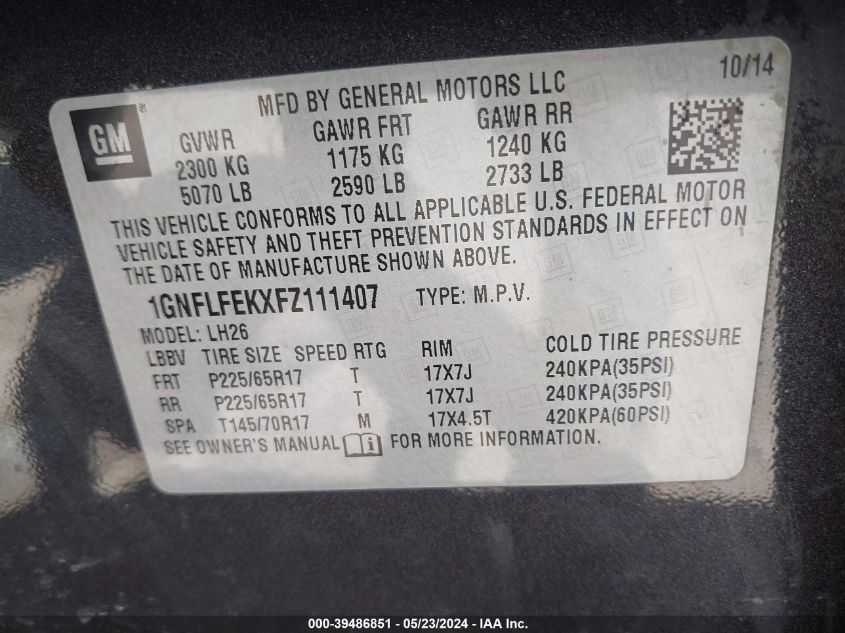 GM®
MFD BY GENERAL MOTORS LLC 10/14
GVWR GAWR FRT GAWR RR
2300 KG 1175 KG 1240 KG
5070 LB 2590 LB 2733 LB
THIS VEHICLE CONFORMS TO ALL APPLICABLE U.S. FEDERAL MOTOR
VEHICLE SAFETY AND THEFT PREVENTION STANDARDS IN EFFECT ON
THE DATE OF MANUFACTURE SHOWN ABOVE.
1GNFLFEKXFZ111407 TYPE: M.P.V.
MODEL: LH26
LBBV TIRE SIZE SPEED RTG RIM COLD TIRE PRESSURE
FRT P225/65R17 T 17X7J 240KPA(35PSI)
RR P225/65R17 T 17X7J 240KPA(35PSI)
SPA T145/70R17 M 17X4.5T 420KPA(60PSI)
SEE OWNER'S MANUAL FOR MORE INFORMATION.
000-39486851 — 05/23/2024 — IAA Inc.